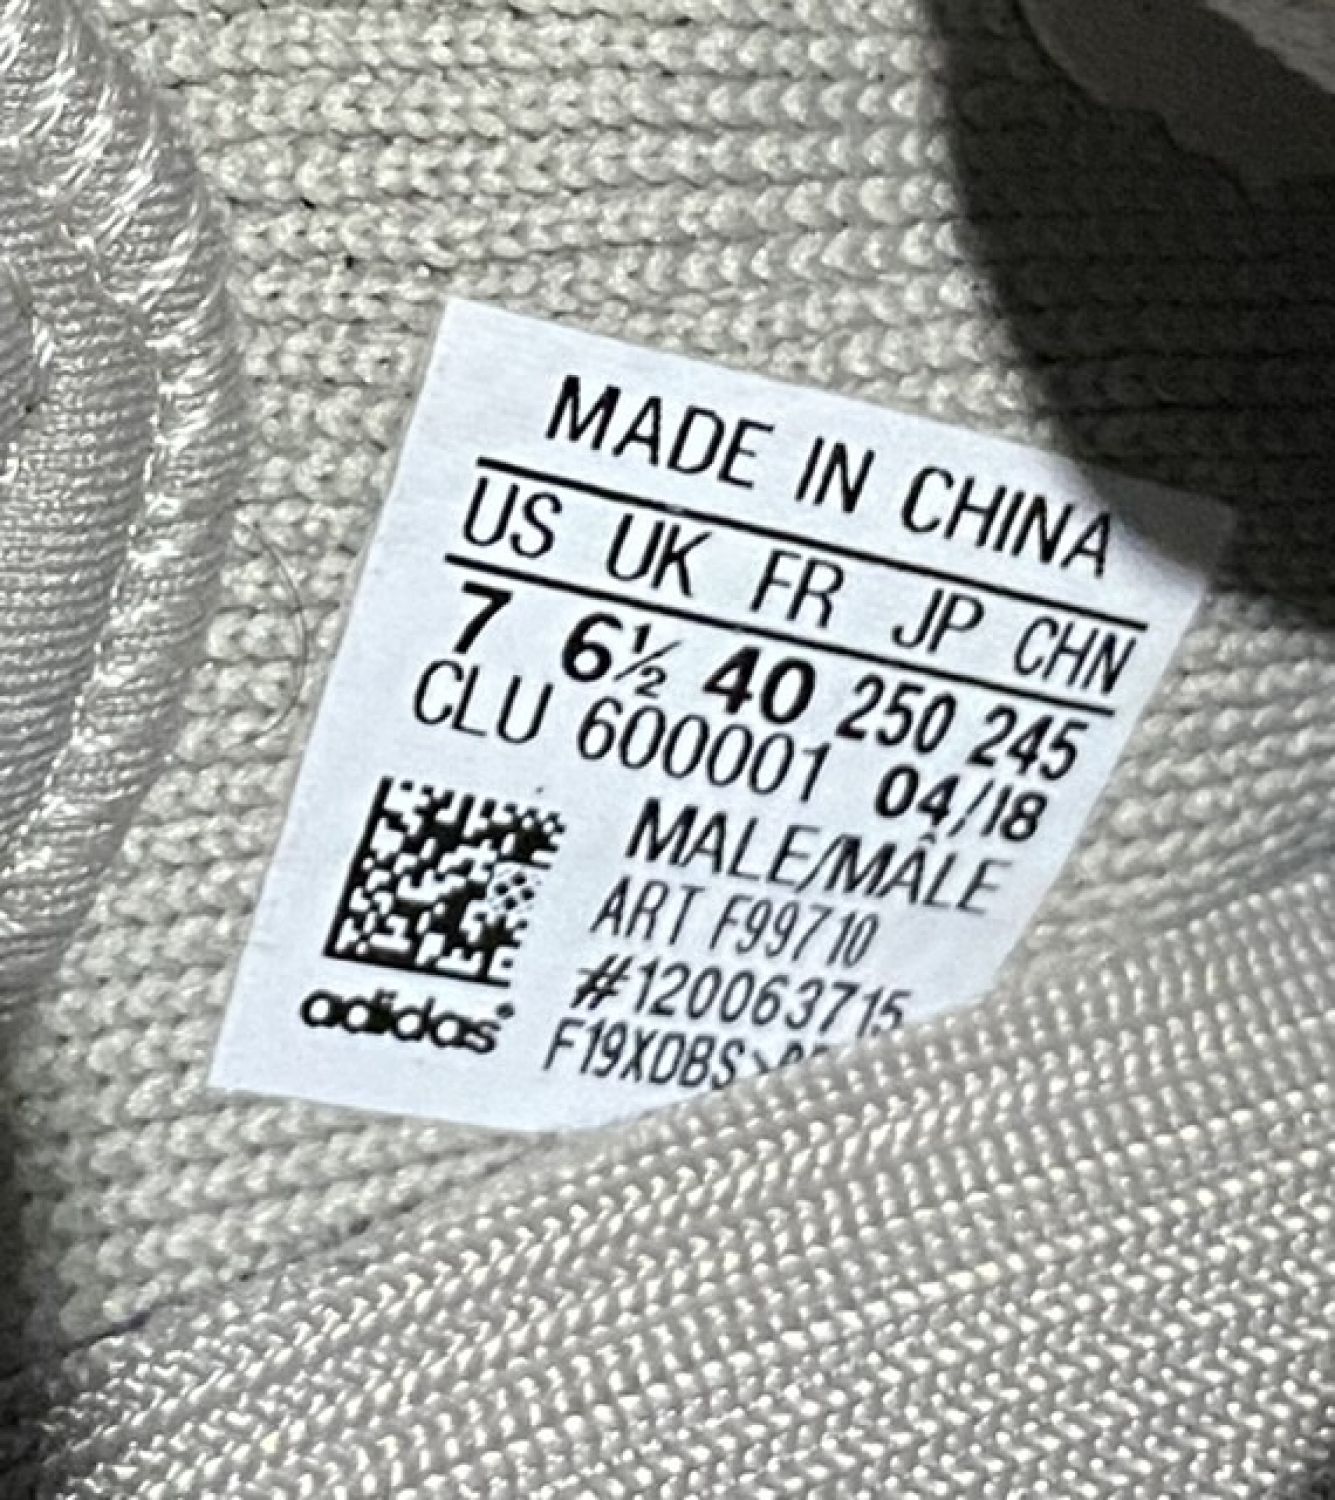 MADE IN CHINA
US UK FR JP CHN
7 6½ 40 250 245
CLU 600001 04/18
MALE/MÂLE
ART F99710
#120063715
F19XDBS
adidas